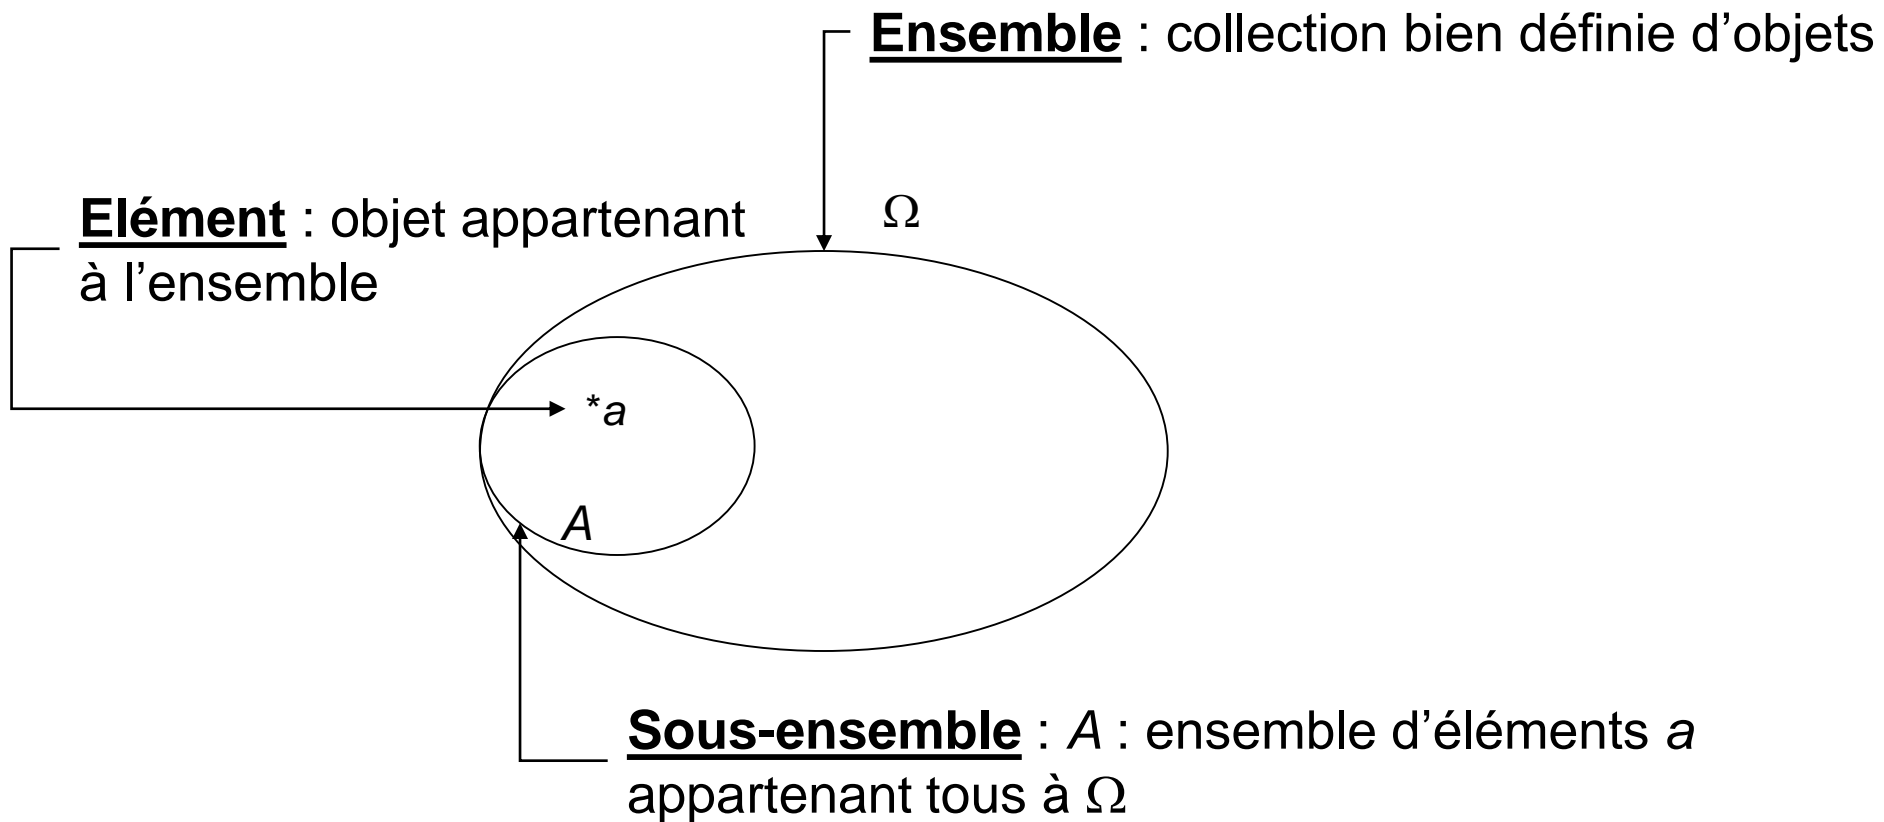 Ensemble : collection bien définie d’objets
Elément : objet appartenant
à l’ensemble
Ω
*a
A
Sous-ensemble : A : ensemble d’éléments a
appartenant tous à Ω